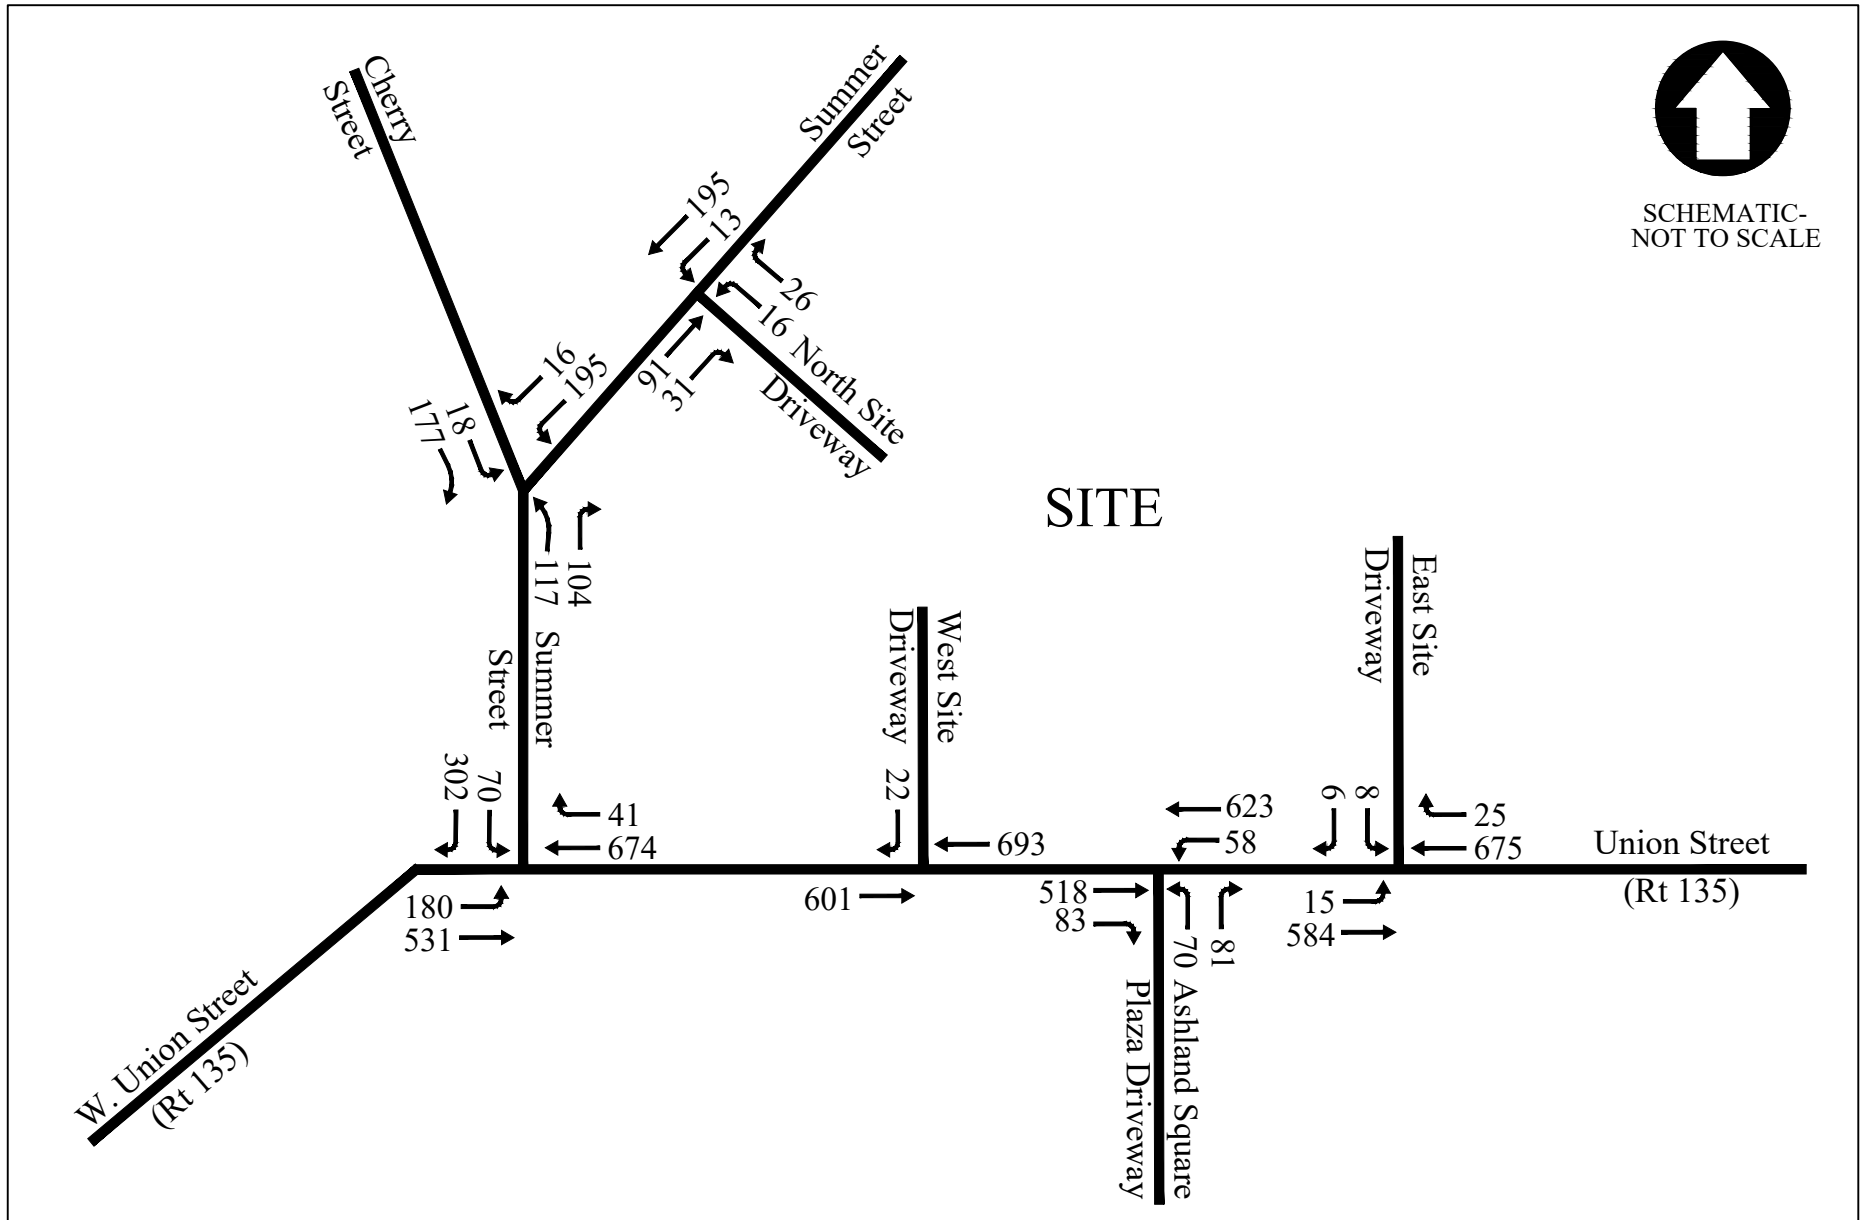 Cherry
Street
Summer
Street
SCHEMATIC-
NOT TO SCALE
195
13
26
16
North Site
Driveway
91
31
16
195
18
177
117
104
SITE
Summer
Street
West Site
Driveway
East Site
Driveway
302
70
41
674
22
693
623
58
6
8
25
675
Union Street
(Rt 135)
180
531
601
518
83
70
81
15
584
Ashland Square
Plaza Driveway
W. Union Street
(Rt 135)